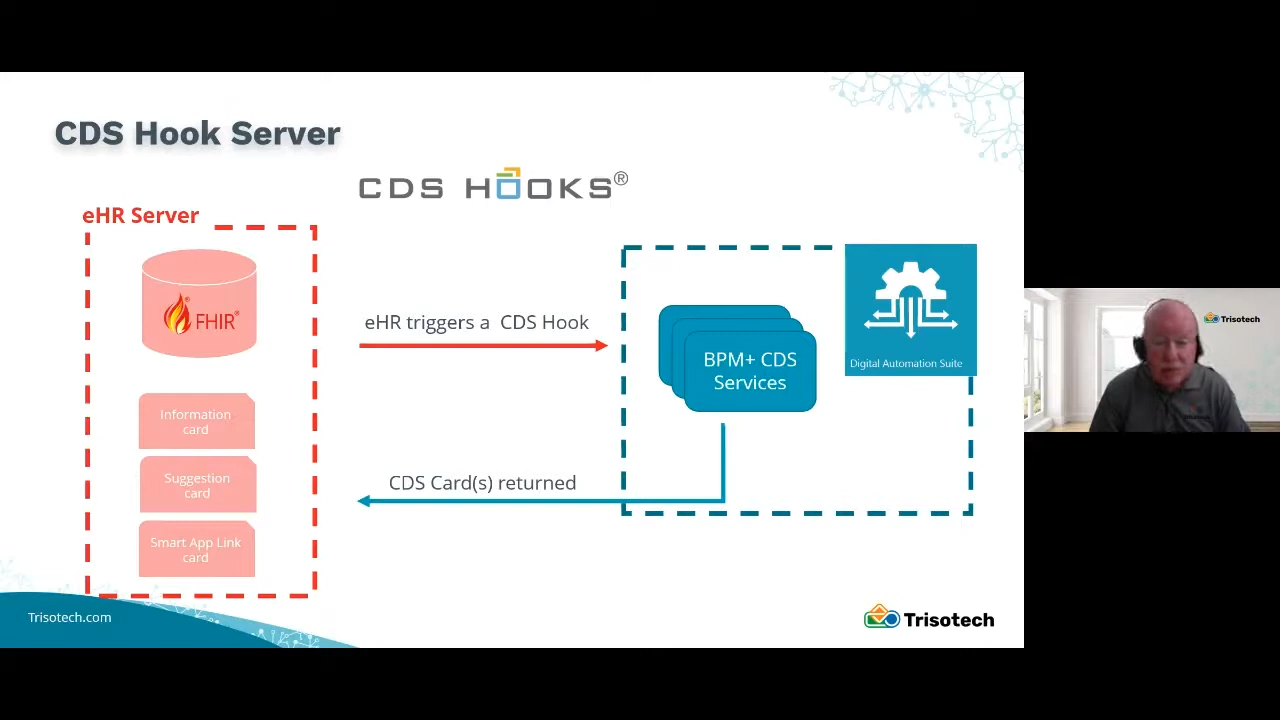 CDS Hook Server
CDS HOOKS®
eHR Server
FHIR®
Information
card
Suggestion
card
Smart App Link
card
eHR triggers a CDS Hook
CDS Card(s) returned
BPM+ CDS
Services
Digital Automation Suite
Trisotech.com
Trisotech
Trisotech